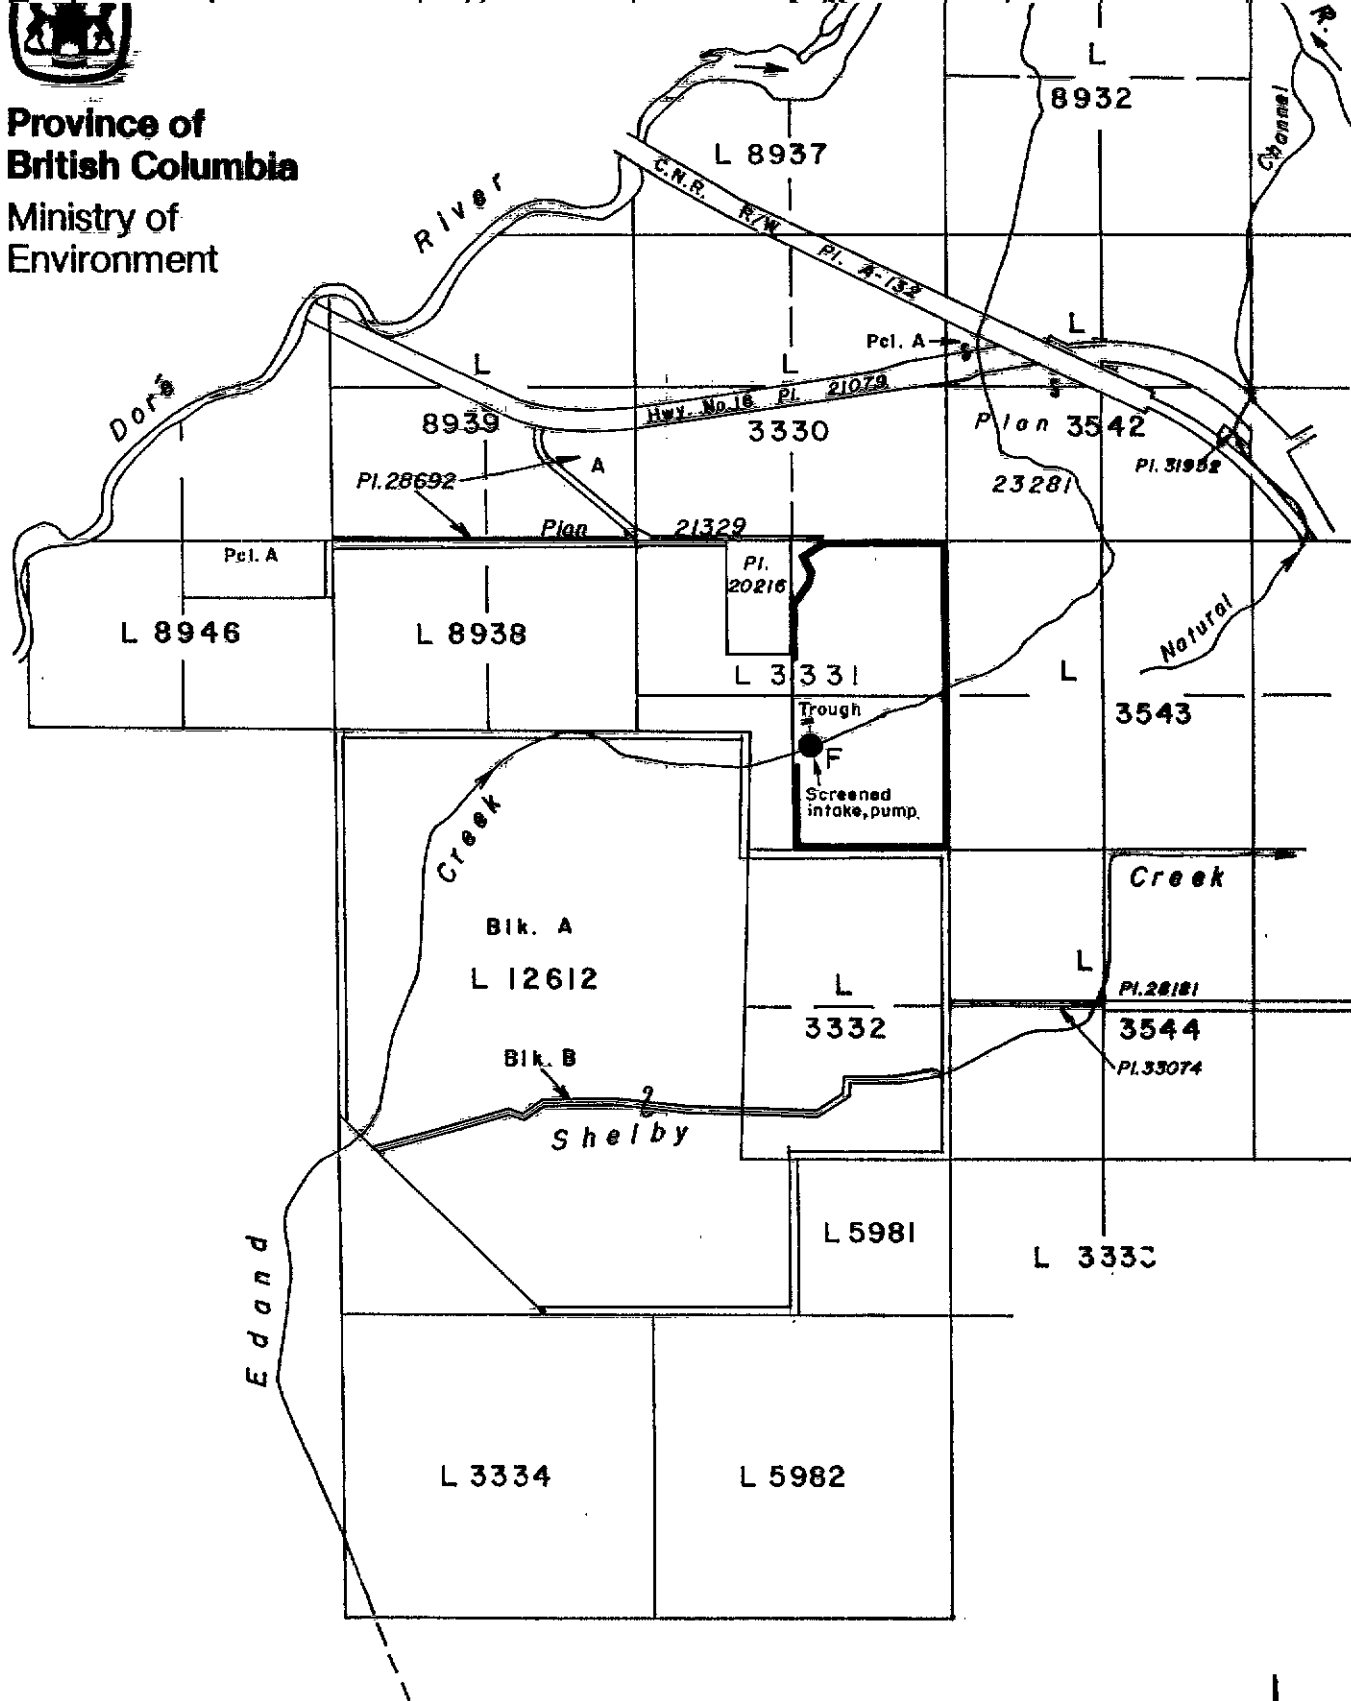 Province of
British Columbia
Ministry of
Environment
R.
L
8932
Channel
L 8937
C.N.R. R/W Pl. A-132
River
Doré
Pcl. A
L
S
L
L
8939
Hwy. No. 16 Pl. 21079
3330
S
Plan 3542
23281
Pl. 31952
A
Pl. 28692
Plan 21329
Pcl. A
Pl.
20216
L 8946
L 8938
L 3331
Natural
L
3543
Trough
F
Screened
intake, pump
Creek
Creek
Blk. A
L 12612
L
3332
L
Pl. 28181
3544
Pl. 33074
Blk. B
Shelby
L 5981
L 333
Edand
L 3334
L 5982